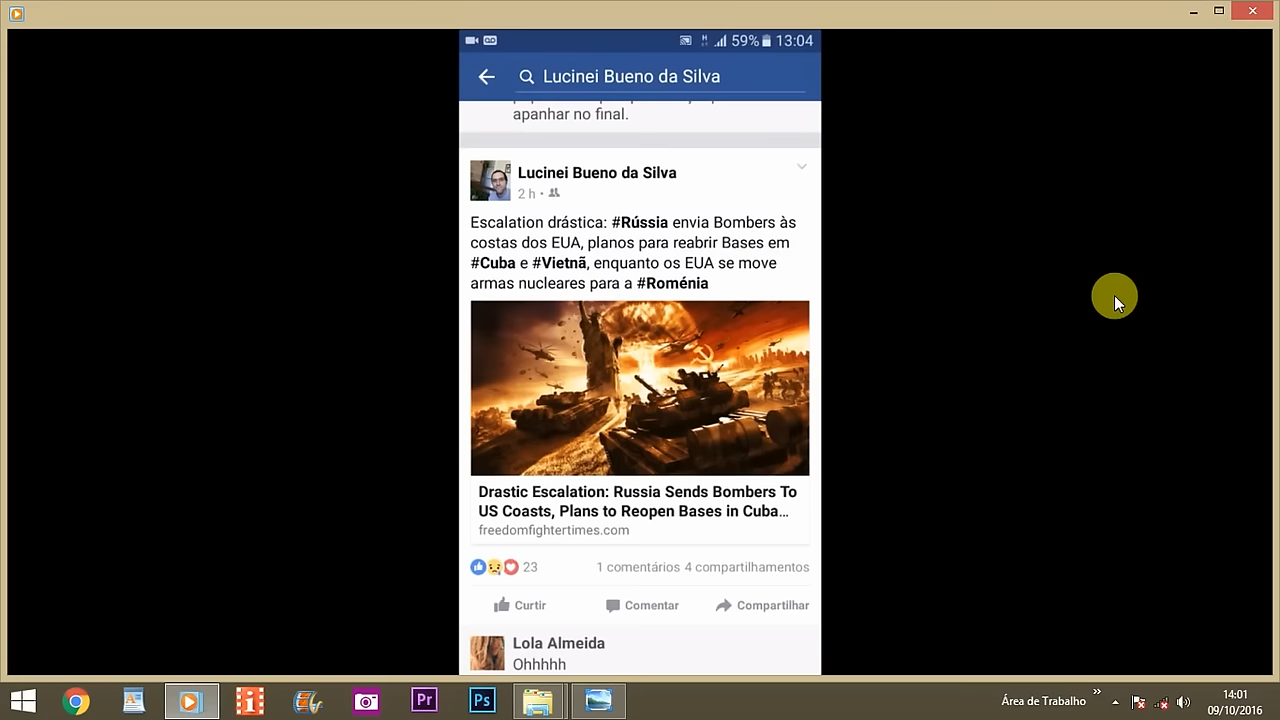 59% 13:04
Lucinei Bueno da Silva
apanhar no final.
Lucinei Bueno da Silva
2 h
Escalation drástica: #Rússia envia Bombers às
costas dos EUA, planos para reabrir Bases em
#Cuba e #Vietnã, enquanto os EUA se move
armas nucleares para a #Roménia
Drastic Escalation: Russia Sends Bombers To
US Coasts, Plans to Reopen Bases in Cuba…
freedomfightertimes.com
23 1 comentários 4 compartilhamentos
Curtir Comentar Compartilhar
Lola Almeida
Ohhhhh
Pr Ps Área de Trabalho 14:01
09/10/2016